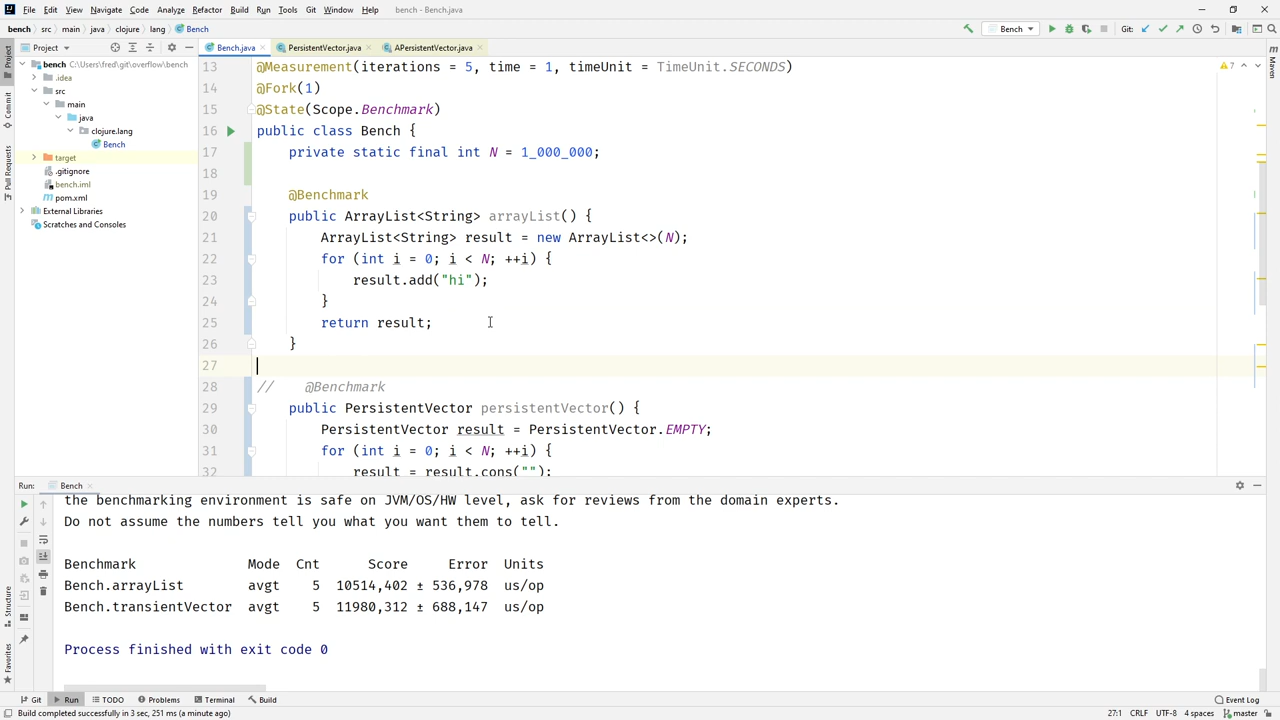 File Edit View Navigate Code Analyze Refactor Build Run Tools Git Window Help bench - Bench.java
bench src main java clojure lang Bench
Bench Git:
Project
Bench.java PersistentVector.java APersistentVector.java
bench C:\Users\fred\git\overflow\bench
.idea
src
main
java
clojure.lang
Bench
target
.gitignore
bench.iml
pom.xml
External Libraries
Scratches and Consoles
Project
Commit
Pull Requests
Structure
Favorites
Maven
7
13 @Measurement(iterations = 5, time = 1, timeUnit = TimeUnit.SECONDS)
14 @Fork(1)
15 @State(Scope.Benchmark)
16 public class Bench {
17 private static final int N = 1_000_000;
18
19 @Benchmark
20 public ArrayList<String> arrayList() {
21 ArrayList<String> result = new ArrayList<>(N);
22 for (int i = 0; i < N; ++i) {
23 result.add("hi");
24 }
25 return result;
26 }
27
28 // @Benchmark
29 public PersistentVector persistentVector() {
30 PersistentVector result = PersistentVector.EMPTY;
31 for (int i = 0; i < N; ++i) {
32 result = result.cons("");
Run: Bench
the benchmarking environment is safe on JVM/OS/HW level, ask for reviews from the domain experts.
Do not assume the numbers tell you what you want them to tell.
Benchmark Mode Cnt Score Error Units
Bench.arrayList avgt 5 10514,402 ± 536,978 us/op
Bench.transientVector avgt 5 11980,312 ± 688,147 us/op
Process finished with exit code 0
Git Run TODO Problems Terminal Build Event Log
Build completed successfully in 3 sec, 251 ms (a minute ago) 27:1 CRLF UTF-8 4 spaces master